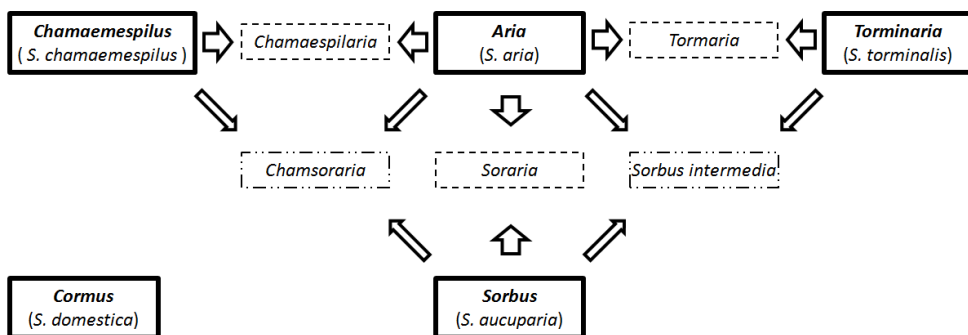 Chamaemespilus
( S. chamaemespilus )
Chamaespilaria
Aria
(S. aria)
Tormaria
Torminaria
(S. torminalis)
Chamsoraria
Soraria
Sorbus intermedia
Cormus
(S. domestica)
Sorbus
(S. aucuparia)